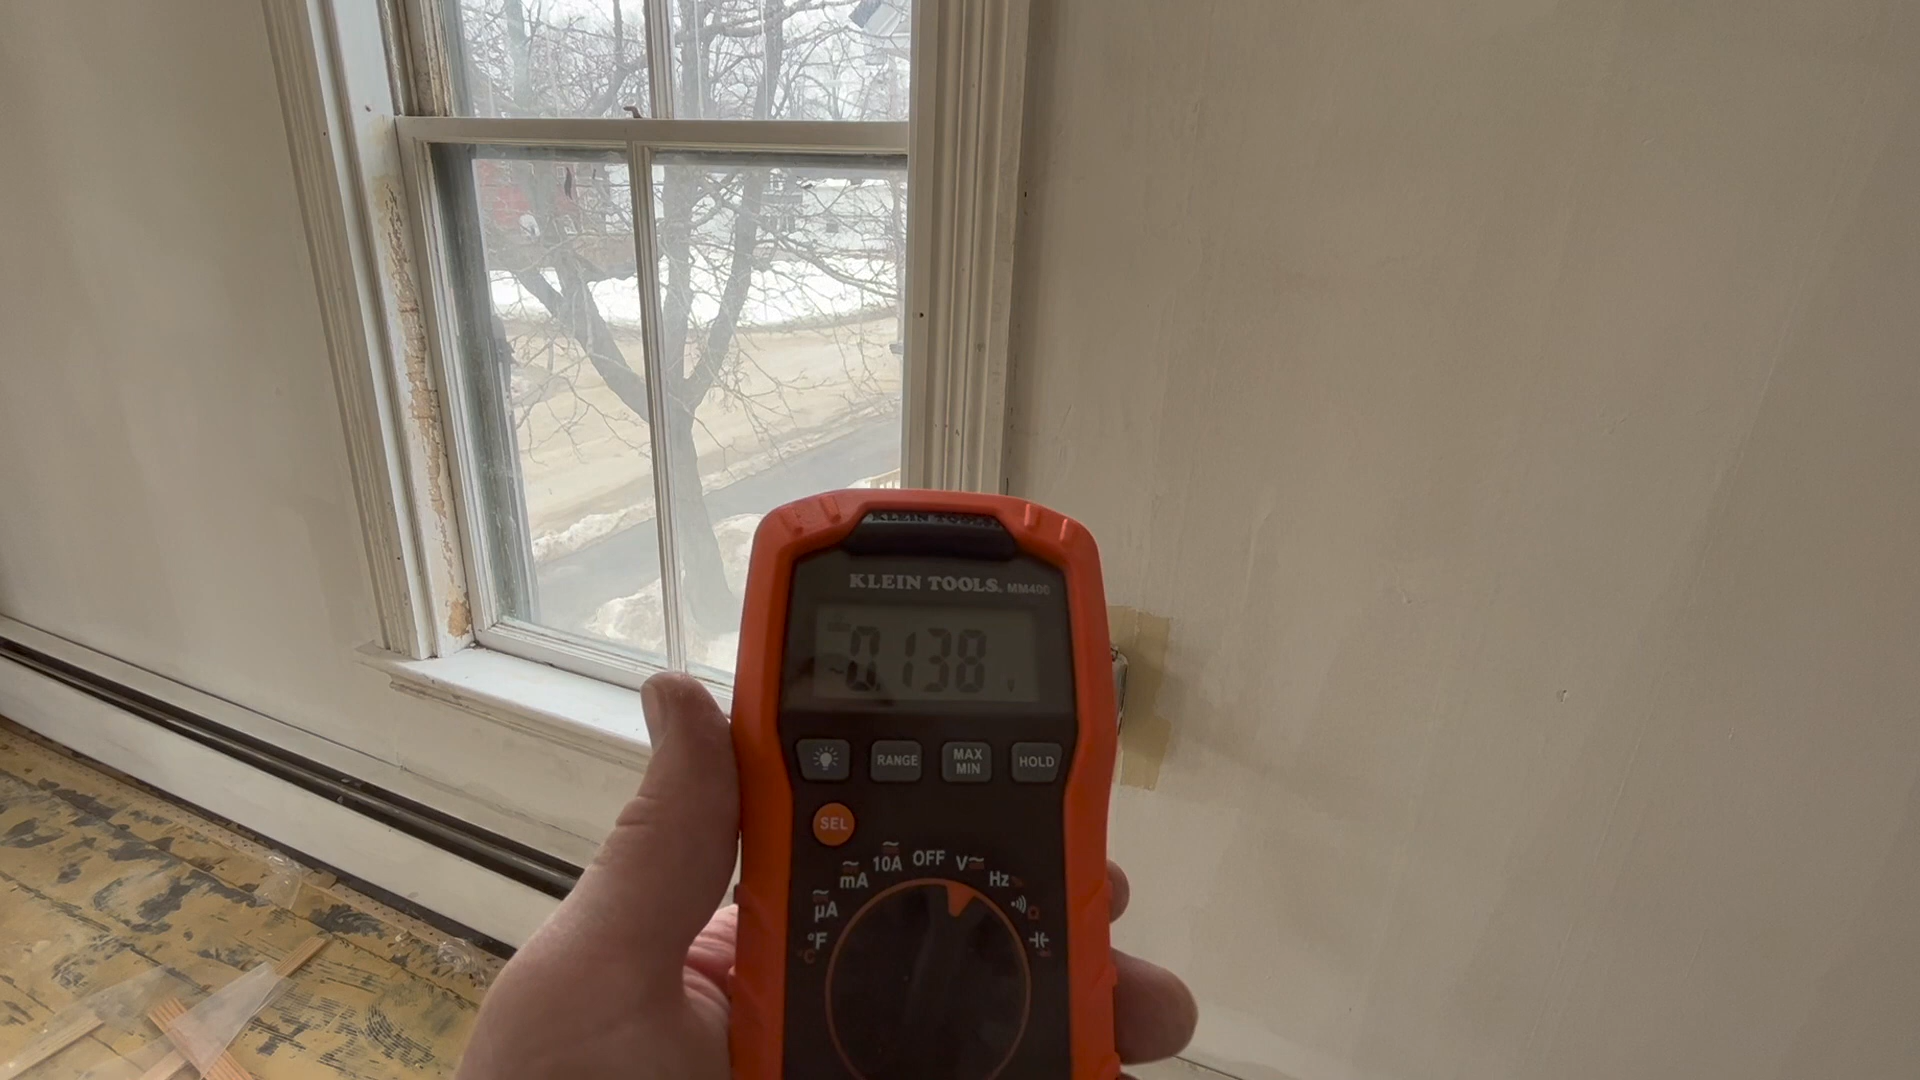 KLEIN TOOLS
KLEIN TOOLS® MM400
~0.138 V
RANGE
MAX
MIN
HOLD
SEL
µA
mA
10A
OFF
V
Hz
Ω
°F
°C